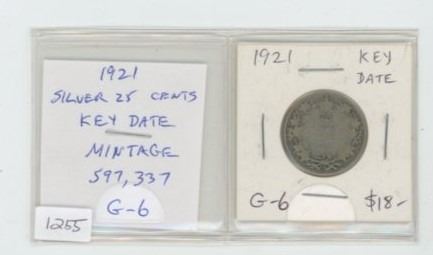 1921
SILVER 25 CENTS
KEY DATE
MINTAGE
597,337
G-6
1255
1921 KEY
DATE
G-6 $18-